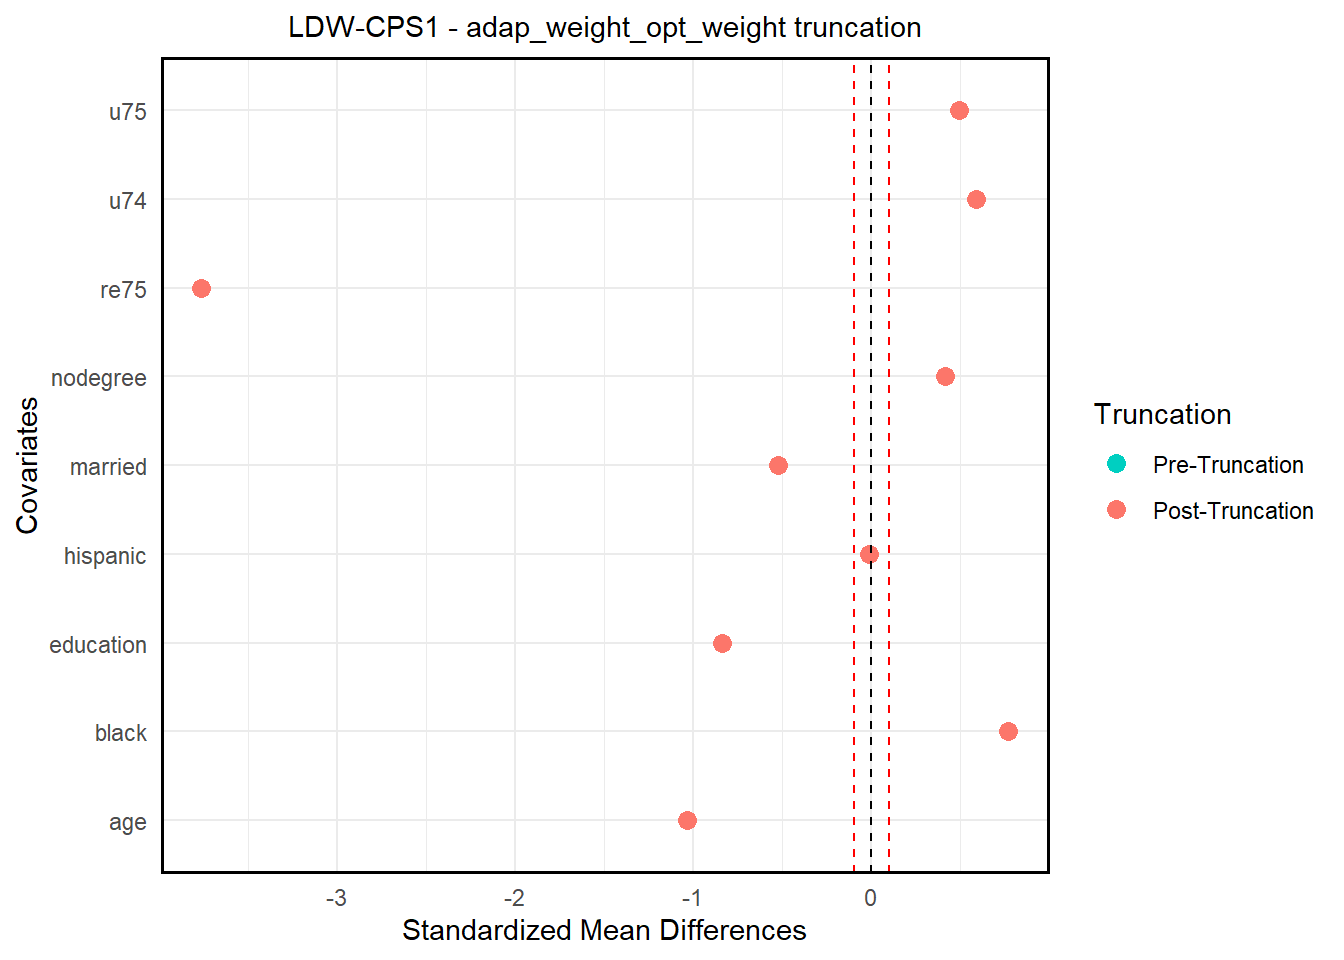 LDW-CPS1 - adap_weight_opt_weight truncation
u75
u74
re75
nodegree
married
hispanic
education
black
age
Covariates
-3
-2
-1
0
Standardized Mean Differences
Truncation
Pre-Truncation
Post-Truncation